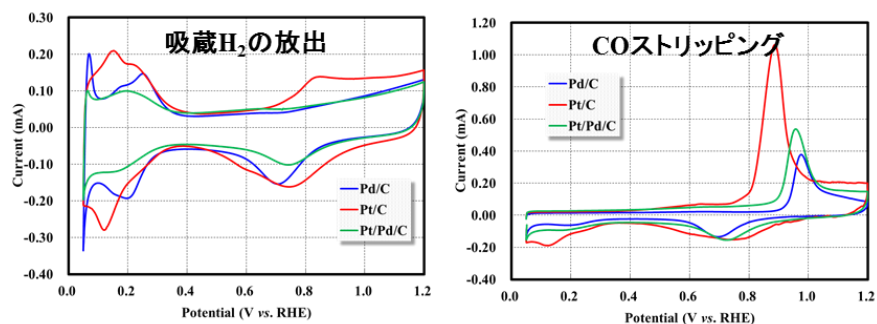 吸蔵H2の放出
0.30
0.20
0.10
0.00
-0.10
-0.20
-0.30
0.40
Current (mA)
Pd/C
Pt/C
Pt/Pd/C
0.0 0.2 0.4 0.6 0.8 1.0 1.2
Potential (V vs. RHE)
COストリッピング
1.20
1.00
0.80
0.60
0.40
0.20
0.00
-0.20
-0.40
Current (mA)
Pd/C
Pt/C
Pt/Pd/C
0.0 0.2 0.4 0.6 0.8 1.0 1.2
Potential (V vs. RHE)